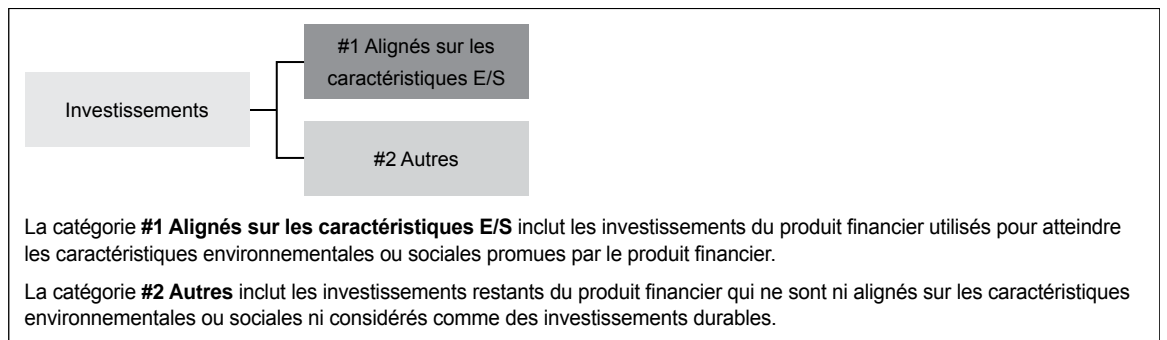 #1 Alignés sur les
caractéristiques E/S
Investissements
#2 Autres
La catégorie #1 Alignés sur les caractéristiques E/S inclut les investissements du produit financier utilisés pour atteindre
les caractéristiques environnementales ou sociales promues par le produit financier.
La catégorie #2 Autres inclut les investissements restants du produit financier qui ne sont ni alignés sur les caractéristiques
environnementales ou sociales ni considérés comme des investissements durables.